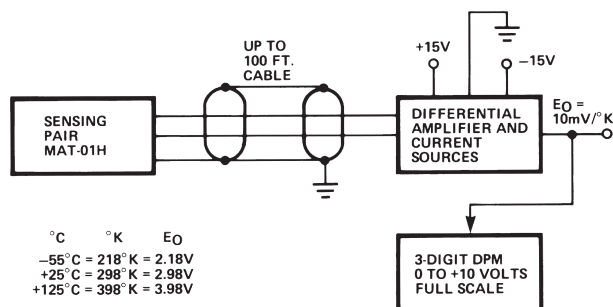 UP TO
100 FT.
CABLE
+15V
−15V
SENSING
PAIR
MAT-01H
DIFFERENTIAL
AMPLIFIER AND
CURRENT
SOURCES
EO =
10mV/°K
°C °K EO
−55°C = 218°K = 2.18V
+25°C = 298°K = 2.98V
+125°C = 398°K = 3.98V
3-DIGIT DPM
0 TO +10 VOLTS
FULL SCALE